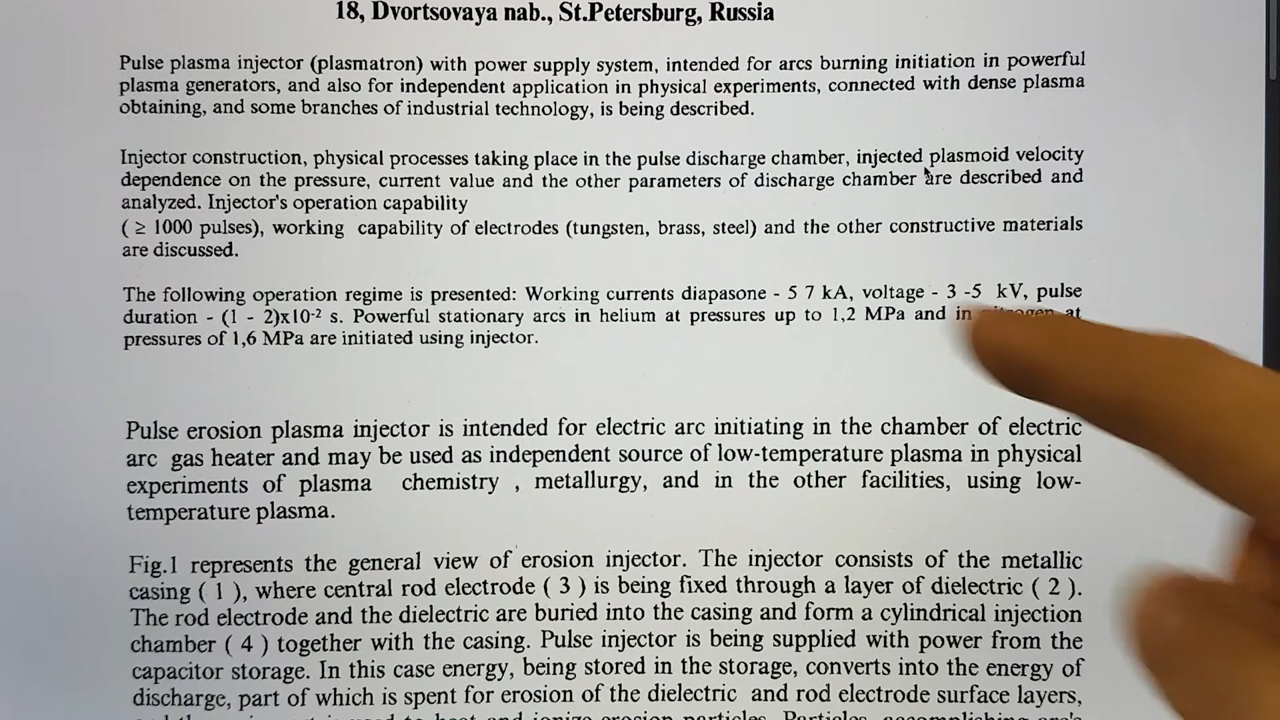 18, Dvortsovaya nab., St.Petersburg, Russia
Pulse plasma injector (plasmatron) with power supply system, intended for arcs burning initiation in powerful
plasma generators, and also for independent application in physical experiments, connected with dense plasma
obtaining, and some branches of industrial technology, is being described.
Injector construction, physical processes taking place in the pulse discharge chamber, injected plasmoid velocity
dependence on the pressure, current value and the other parameters of discharge chamber are described and
analyzed. Injector's operation capability
( ≥ 1000 pulses), working capability of electrodes (tungsten, brass, steel) and the other constructive materials
are discussed.
The following operation regime is presented: Working currents diapasone - 5 7 kA, voltage - 3 -5 kV, pulse
duration - (1 - 2)x10⁻² s. Powerful stationary arcs in helium at pressures up to 1,2 MPa and in nitrogen at
pressures of 1,6 MPa are initiated using injector.
Pulse erosion plasma injector is intended for electric arc initiating in the chamber of electric
arc gas heater and may be used as independent source of low-temperature plasma in physical
experiments of plasma chemistry , metallurgy, and in the other facilities, using low-
temperature plasma.
Fig.1 represents the general view of erosion injector. The injector consists of the metallic
casing ( 1 ), where central rod electrode ( 3 ) is being fixed through a layer of dielectric ( 2 ).
The rod electrode and the dielectric are buried into the casing and form a cylindrical injection
chamber ( 4 ) together with the casing. Pulse injector is being supplied with power from the
capacitor storage. In this case energy, being stored in the storage, converts into the energy of
discharge, part of which is spent for erosion of the dielectric and rod electrode surface layers,